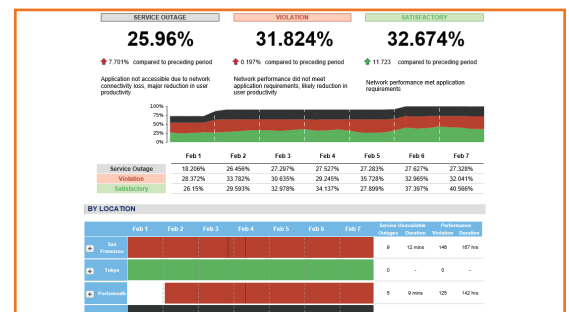 SERVICE OUTAGE VIOLATION SATISFACTORY
25.96% 31.824% 32.674%
7.701% compared to preceding period 0.197% compared to preceding period 11.723 compared to preceding period
Application not accessible due to network Network performance did not meet Network performance met application
connectivity loss, major reduction in user application requirements, likely reduction in requirements
productivity user productivity
100%
75%
50%
25%
0%
Feb 1 Feb 2 Feb 3 Feb 4 Feb 5 Feb 6 Feb 7
Service Outage 18.206% 26.456% 27.297% 27.527% 27.283% 27.627% 27.328%
Violation 28.372% 33.782% 30.635% 29.245% 35.728% 32.965% 32.041%
Satisfactory 26.15% 29.593% 32.978% 34.137% 27.899% 37.397% 40.566%
BY LOCATION
Service Unavailable Performance
Feb 1 Feb 2 Feb 3 Feb 4 Feb 5 Feb 6 Feb 7 Outages Duration Violation Duration
San
Francisco 9 12 mins 146 167 hrs
Tokyo 0 - 0 -
Portsmouth 5 8 mins 125 142 hrs